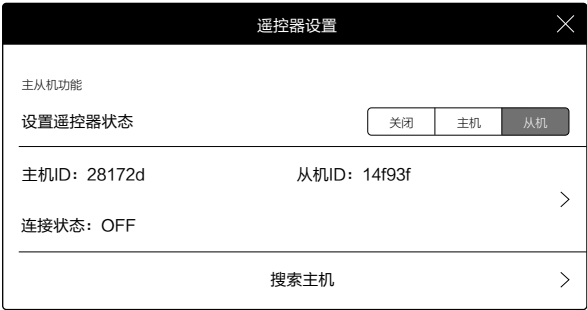 遥控器设置
主从机功能
设置遥控器状态 关闭 主机 从机
主机ID：28172d 从机ID：14f93f
连接状态：OFF
搜索主机